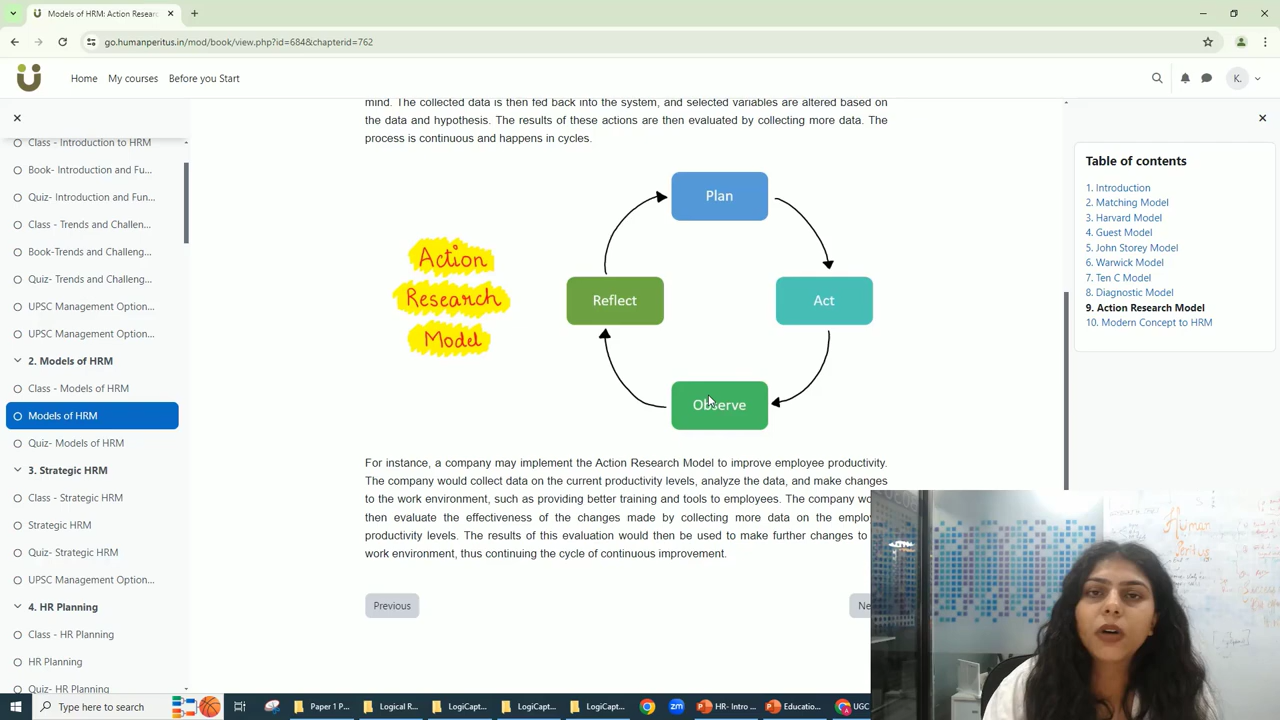 Models of HRM: Action Researc
go.humanperitus.in/mod/book/view.php?id=684&chapterid=762
Home
My courses
Before you Start
K.
Class - Introduction to HRM
Book- Introduction and Fu...
Quiz- Introduction and Fun...
Class - Trends and Challen...
Book-Trends and Challeng...
Quiz- Trends and Challeng...
UPSC Management Option...
UPSC Management Option...
2. Models of HRM
Class - Models of HRM
Models of HRM
Quiz- Models of HRM
3. Strategic HRM
Class - Strategic HRM
Strategic HRM
Quiz- Strategic HRM
UPSC Management Option...
4. HR Planning
Class - HR Planning
HR Planning
Quiz- HR Planning
mind. The collected data is then fed back into the system, and selected variables are altered based on
the data and hypothesis. The results of these actions are then evaluated by collecting more data. The
process is continuous and happens in cycles.
Action
Research
Model
Plan
Reflect
Act
Observe
For instance, a company may implement the Action Research Model to improve employee productivity.
The company would collect data on the current productivity levels, analyze the data, and make changes
to the work environment, such as providing better training and tools to employees. The company wo
then evaluate the effectiveness of the changes made by collecting more data on the employ
productivity levels. The results of this evaluation would then be used to make further changes to
work environment, thus continuing the cycle of continuous improvement.
Previous
Ne
Table of contents
1. Introduction
2. Matching Model
3. Harvard Model
4. Guest Model
5. John Storey Model
6. Warwick Model
7. Ten C Model
8. Diagnostic Model
9. Action Research Model
10. Modern Concept to HRM
Human
Peritus
Type here to search
Paper 1 P...
Logical R...
LogiCapt...
LogiCapt...
LogiCapt...
HR- Intro ...
Educatio...
UGC